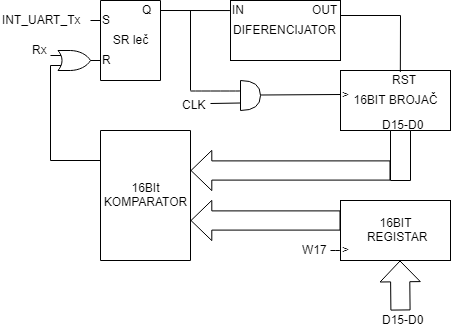 Q
IN
OUT
INT_UART_Tx
S
SR leč
DIFERENCIJATOR
Rx
R
RST
CLK
>
16BIT BROJAČ
D15-D0
16BIt
KOMPARATOR
16BIT
REGISTAR
W17
>
D15-D0